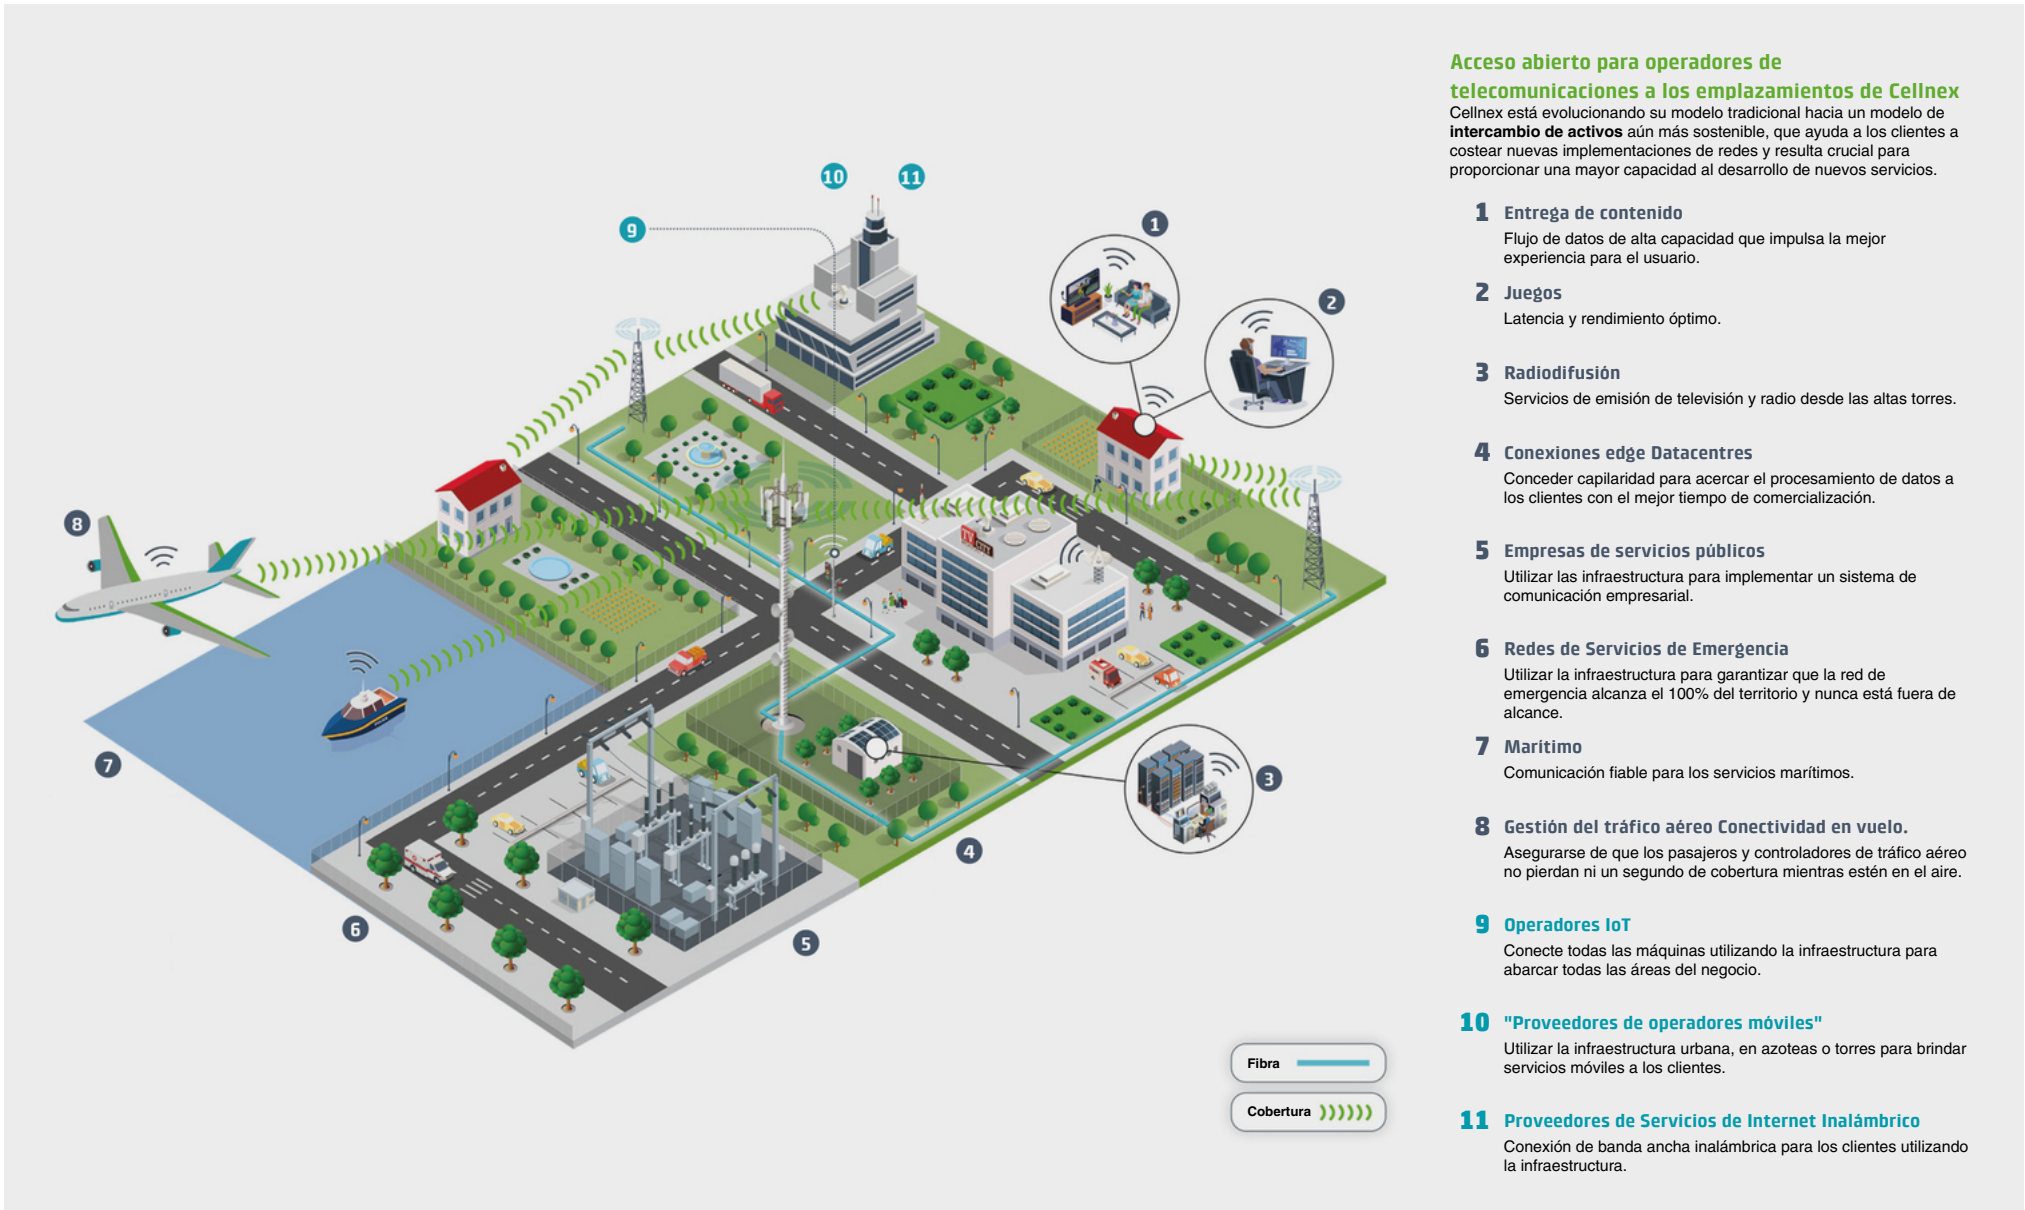 Acceso abierto para operadores de
telecomunicaciones a los emplazamientos de Cellnex
Cellnex está evolucionando su modelo tradicional hacia un modelo de
intercambio de activos aún más sostenible, que ayuda a los clientes a
costear nuevas implementaciones de redes y resulta crucial para
proporcionar una mayor capacidad al desarrollo de nuevos servicios.
1 Entrega de contenido
Flujo de datos de alta capacidad que impulsa la mejor
experiencia para el usuario.
2 Juegos
Latencia y rendimiento óptimo.
3 Radiodifusión
Servicios de emisión de televisión y radio desde las altas torres.
4 Conexiones edge Datacentres
Conceder capilaridad para acercar el procesamiento de datos a
los clientes con el mejor tiempo de comercialización.
5 Empresas de servicios públicos
Utilizar las infraestructura para implementar un sistema de
comunicación empresarial.
6 Redes de Servicios de Emergencia
Utilizar la infraestructura para garantizar que la red de
emergencia alcanza el 100% del territorio y nunca está fuera de
alcance.
7 Marítimo
Comunicación fiable para los servicios marítimos.
8 Gestión del tráfico aéreo Conectividad en vuelo.
Asegurarse de que los pasajeros y controladores de tráfico aéreo
no pierdan ni un segundo de cobertura mientras estén en el aire.
9 Operadores IoT
Conecte todas las máquinas utilizando la infraestructura para
abarcar todas las áreas del negocio.
10 "Proveedores de operadores móviles"
Utilizar la infraestructura urbana, en azoteas o torres para brindar
servicios móviles a los clientes.
11 Proveedores de Servicios de Internet Inalámbrico
Conexión de banda ancha inalámbrica para los clientes utilizando
la infraestructura.
10
11
9
1
2
8
TV CITY
7
3
4
6
5
Fibra
Cobertura